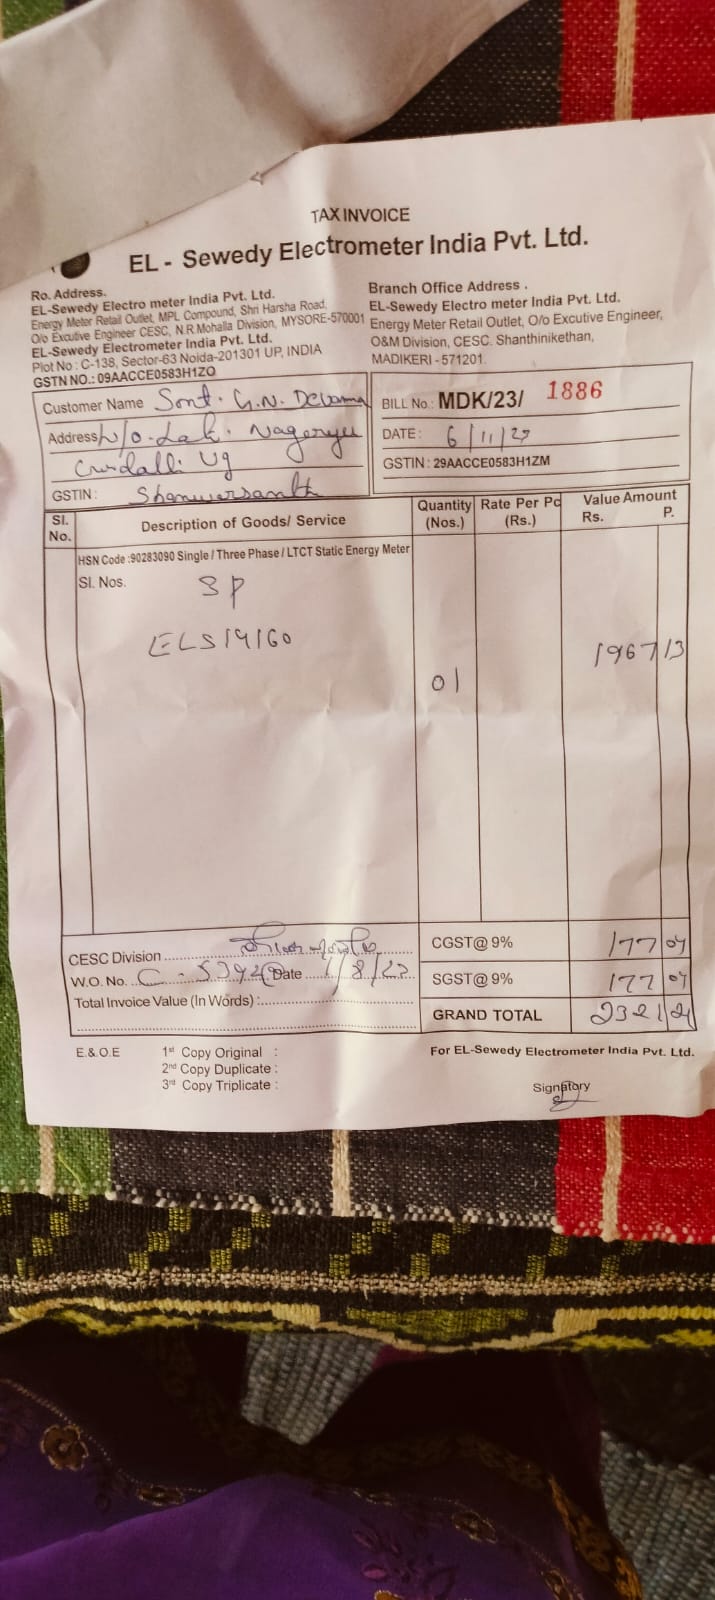 TAX INVOICE
EL - Sewedy Electrometer India Pvt. Ltd.
Ro. Address.
EL-Sewedy Electro meter India Pvt. Ltd.
Energy Meter Retail Outlet, MPL Compound, Shri Harsha Road,
O/o Excutive Engineer CESC, N.R.Mohalla Division, MYSORE-570001
EL-Sewedy Electrometer India Pvt. Ltd.
Plot No : C-138, Sector-63 Noida-201301 UP, INDIA
GSTN NO.: 09AACCE0583H1ZO
Branch Office Address .
EL-Sewedy Electro meter India Pvt. Ltd.
Energy Meter Retail Outlet, O/o Excutive Engineer,
O&M Division, CESC. Shanthinikethan,
MADIKERI - 571201.
Customer Name Smt. G.N. Devamma
Address W/o. Lak.
GSTIN :
BILL No.: MDK/23/ 1886
DATE : 6/11/23
GSTIN : 29AACCE0583H1ZM
Sl. No. Description of Goods/ Service Quantity (Nos.) Rate Per Pc (Rs.) Value Amount Rs. P.
HSN Code :90283090 Single / Three Phase / LTCT Static Energy Meter
Sl. Nos. SP
ELS19160
01 1967 13
CESC Division
W.O. No. Date 1/8/23
Total Invoice Value (In Words) :
CGST@ 9% 177 04
SGST@ 9% 177 04
GRAND TOTAL 2321 21
E.& O.E
1st Copy Original :
2nd Copy Duplicate :
3rd Copy Triplicate :
For EL-Sewedy Electrometer India Pvt. Ltd.
Signatory